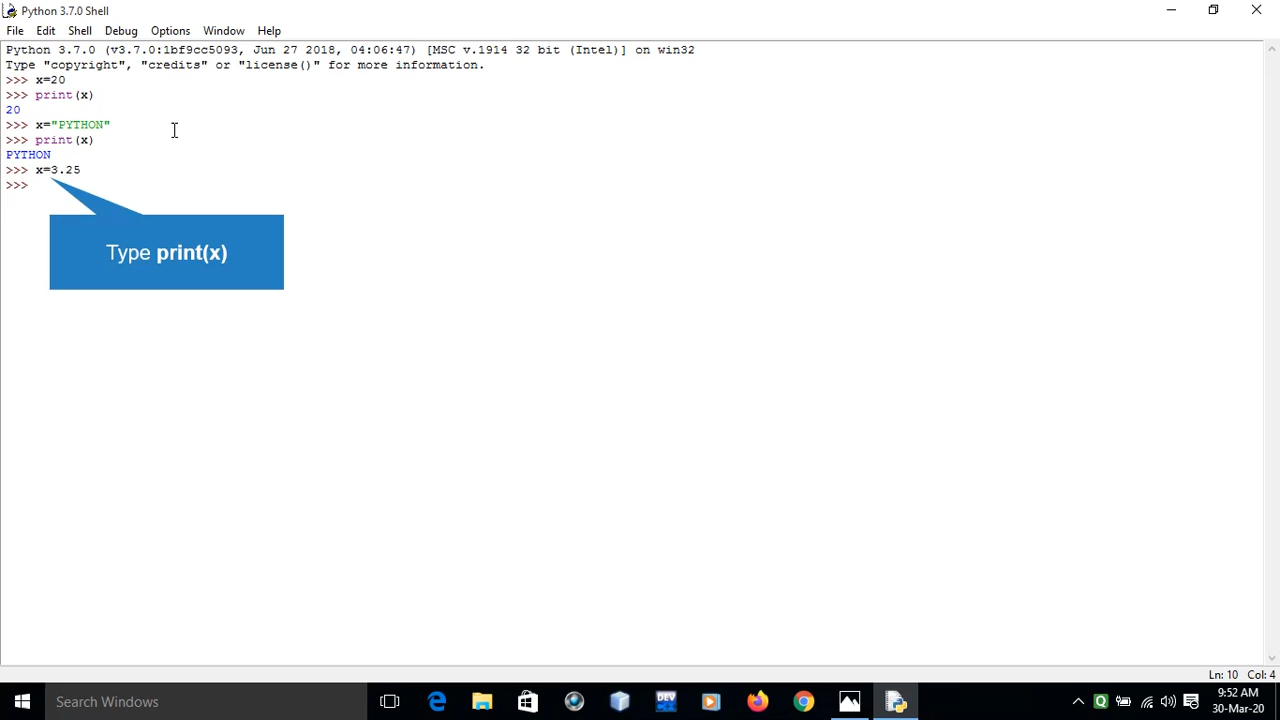 Python 3.7.0 Shell
File Edit Shell Debug Options Window Help
Python 3.7.0 (v3.7.0:1bf9cc5093, Jun 27 2018, 04:06:47) [MSC v.1914 32 bit (Intel)] on win32
Type "copyright", "credits" or "license()" for more information.
>>> x=20
>>> print(x)
20
>>> x="PYTHON"
>>> print(x)
PYTHON
>>> x=3.25
>>>
Type print(x)
Ln: 10 Col: 4
Search Windows
DEV
9:52 AM
30-Mar-20